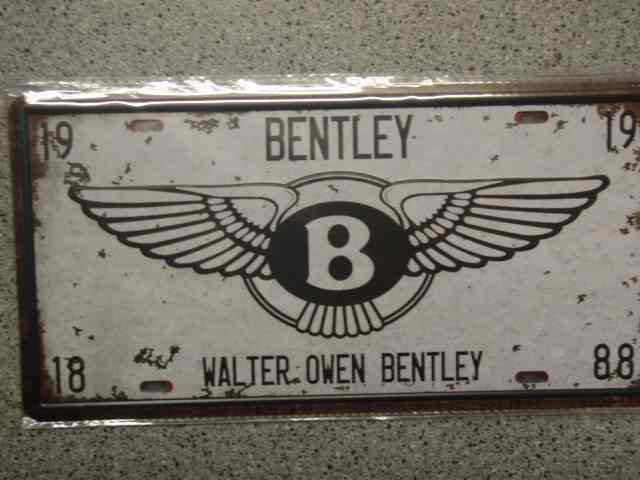 19 BENTLEY 19
B
18 WALTER OWEN BENTLEY 88